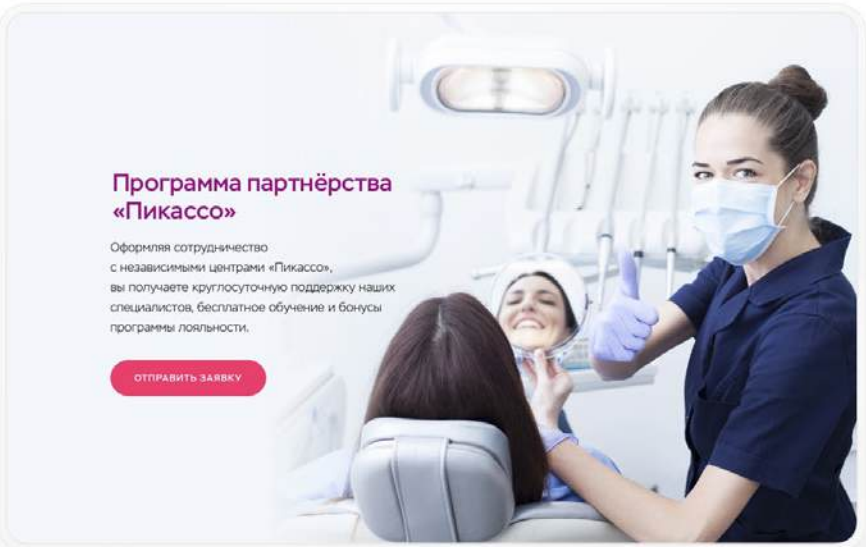 Программа партнёрства
«Пикассо»
Оформляя сотрудничество
с независимыми центрами «Пикассо»,
вы получаете круглосуточную поддержку наших
специалистов, бесплатное обучение и бонусы
программы лояльности.
ОТПРАВИТЬ ЗАЯВКУ